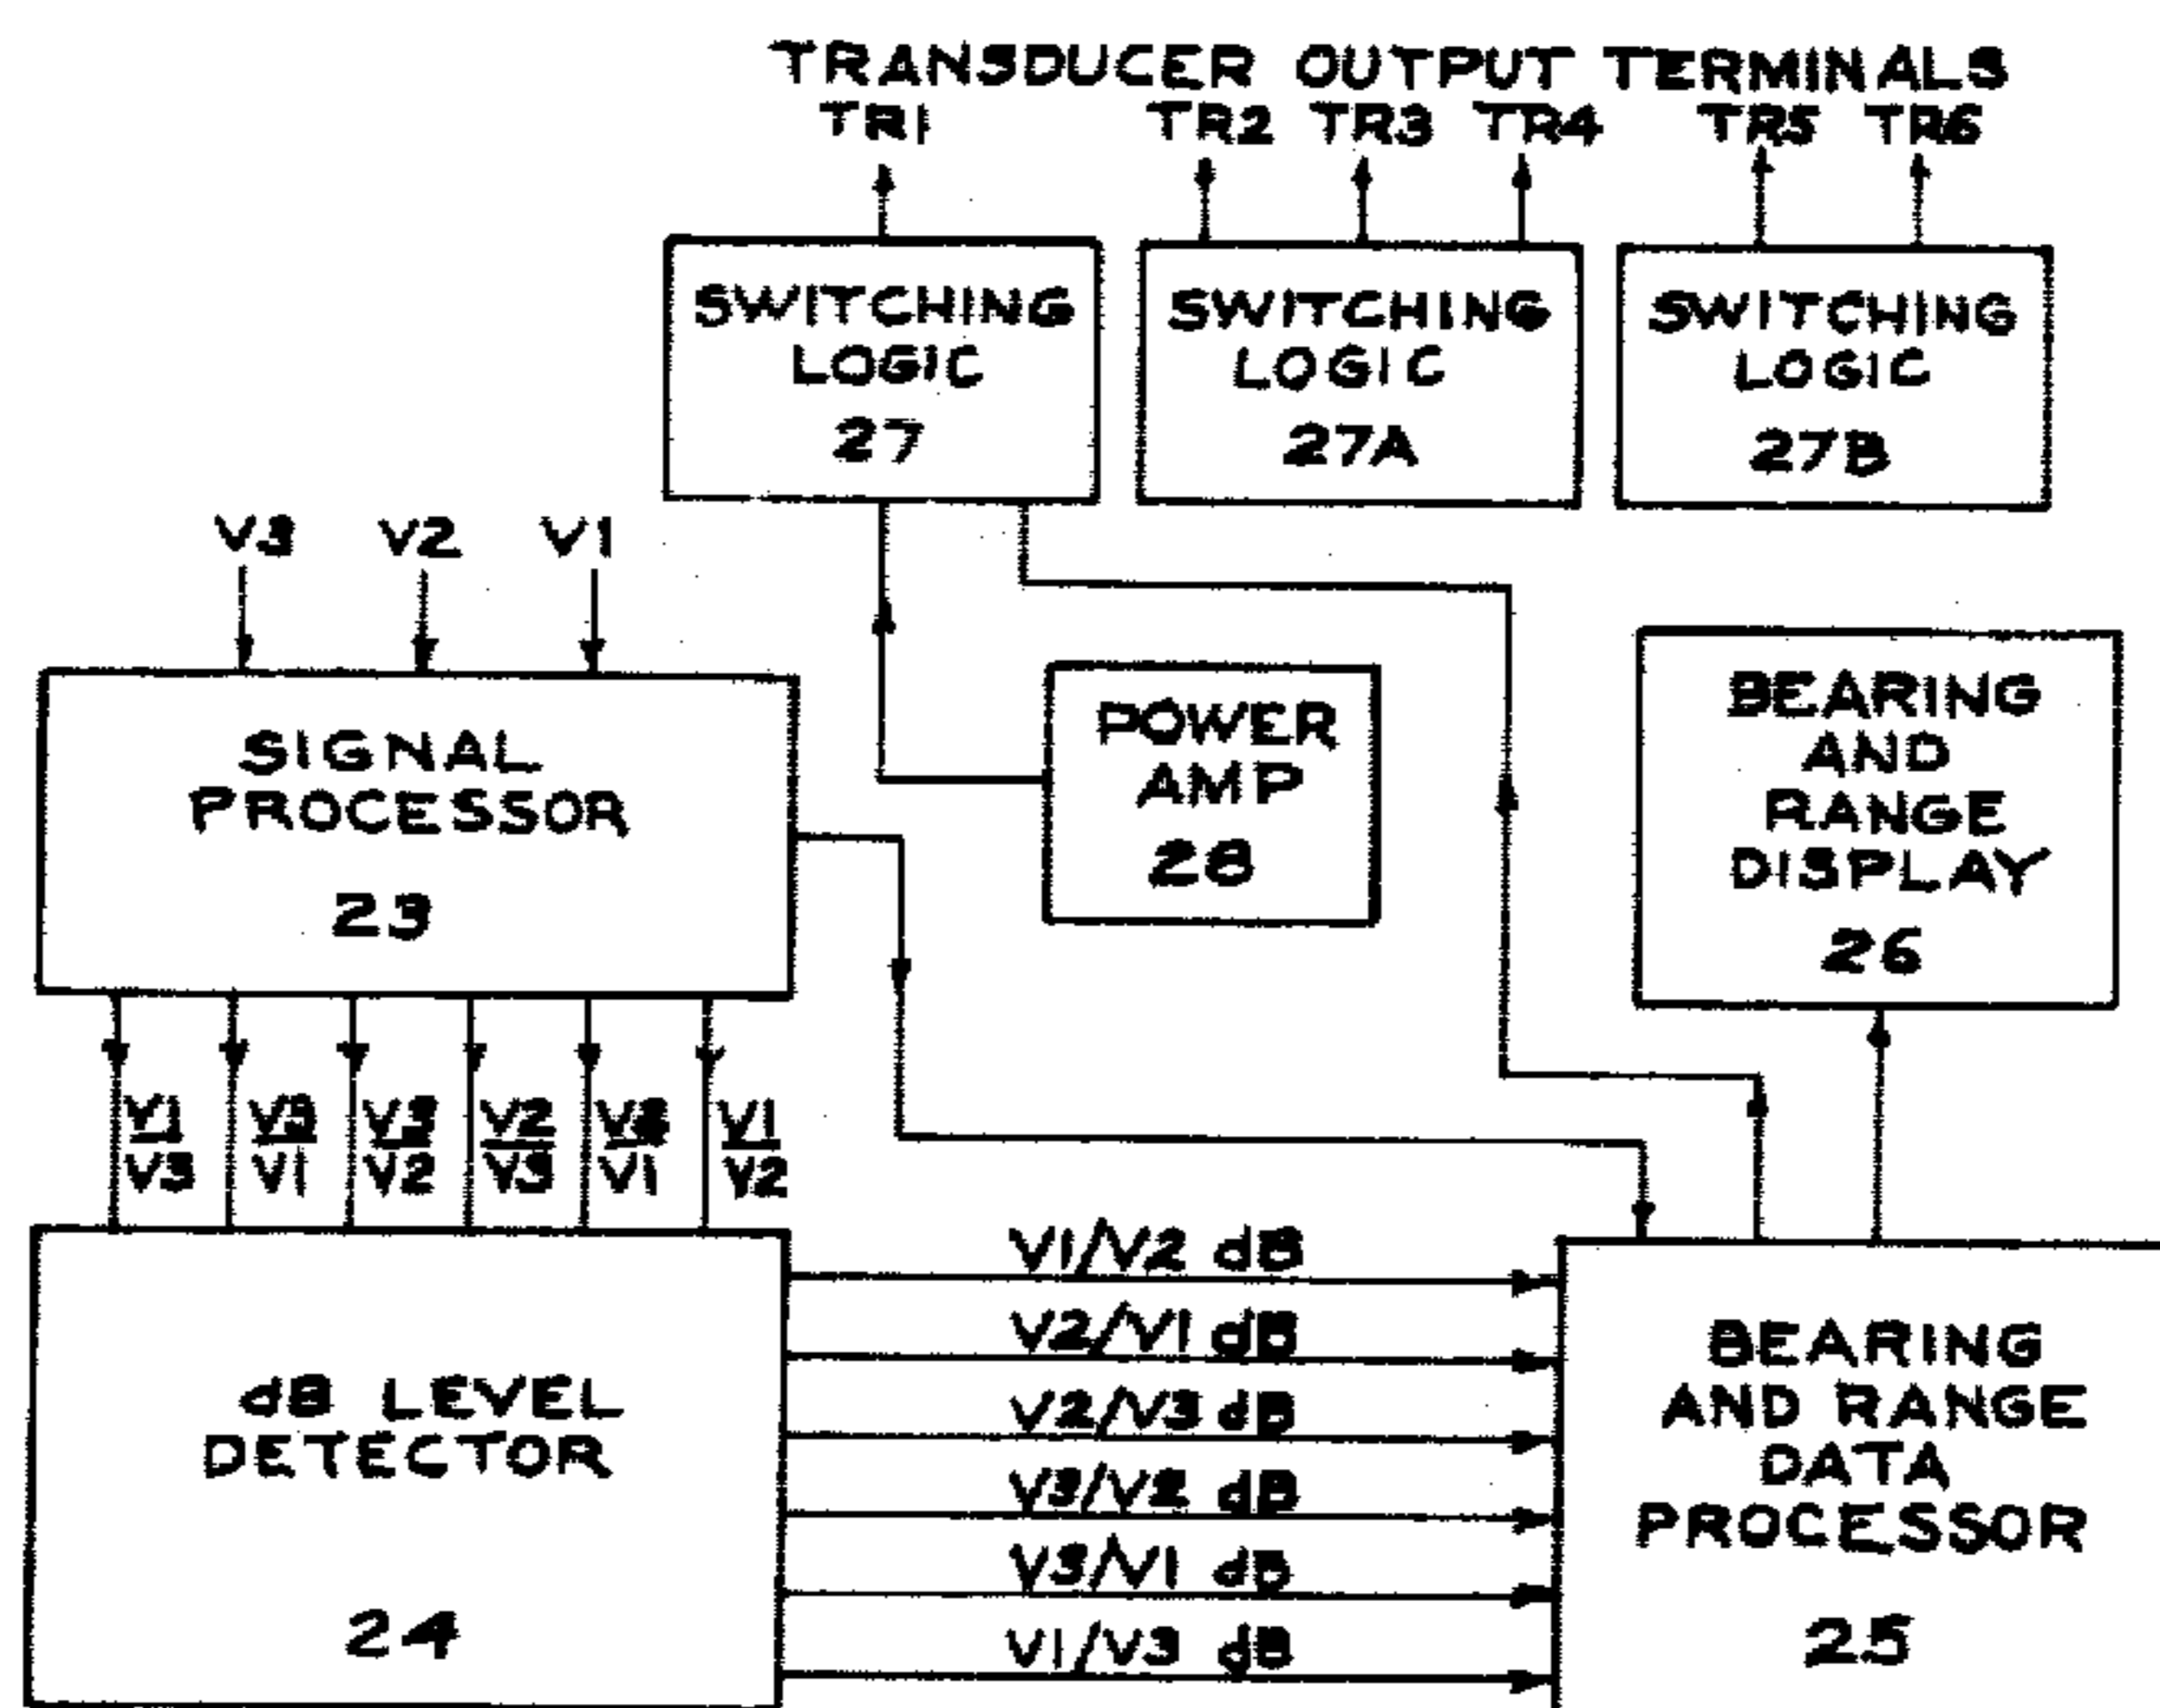 TRANSDUCER OUTPUT TERMINALS
TR1 TR2 TR3 TR4 TR5 TR6
SWITCHING
LOGIC
27
SWITCHING
LOGIC
27A
SWITCHING
LOGIC
27B
V3 V2 V1
SIGNAL
PROCESSOR
23
POWER
AMP
28
BEARING
AND
RANGE
DISPLAY
26
V1 V3 V3 V2 V2 V1
V3 V1 V2 V3 V1 V2
dB LEVEL
DETECTOR
24
V1/V2 dB
V2/V1 dB
V2/V3 dB
V3/V2 dB
V3/V1 dB
V1/V3 dB
BEARING
AND RANGE
DATA
PROCESSOR
25